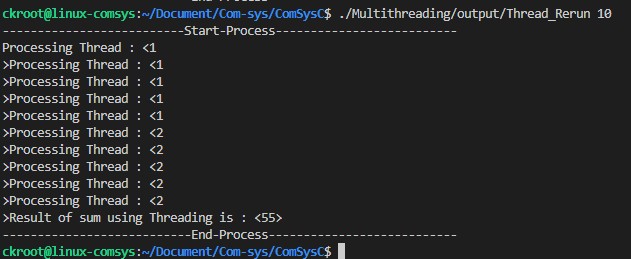 ckroot@linux-comsys:~/Document/Com-sys/ComSysC$ ./Multithreading/output/Thread_Rerun 10
--------------------------Start-Process--------------------------
Processing Thread : <1
>Processing Thread : <1
>Processing Thread : <1
>Processing Thread : <1
>Processing Thread : <1
>Processing Thread : <2
>Processing Thread : <2
>Processing Thread : <2
>Processing Thread : <2
>Processing Thread : <2
>Result of sum using Threading is : <55>
---------------------------End-Process---------------------------
ckroot@linux-comsys:~/Document/Com-sys/ComSysC$